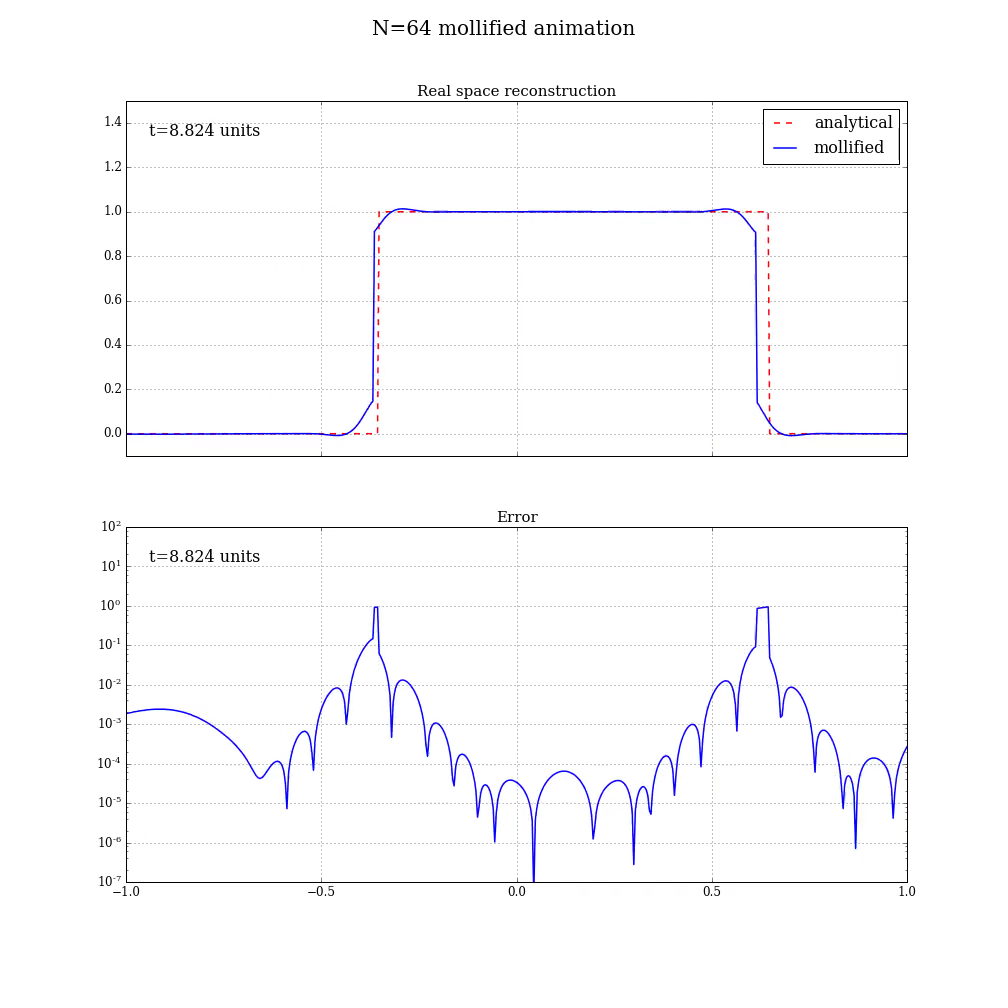 N=64 mollified animation
Real space reconstruction
t=8.824 units
analytical
mollified
1.4
1.2
1.0
0.8
0.6
0.4
0.2
0.0
Error
t=8.824 units
10²
10¹
10⁰
10⁻¹
10⁻²
10⁻³
10⁻⁴
10⁻⁵
10⁻⁶
10⁻⁷
−1.0 −0.5 0.0 0.5 1.0